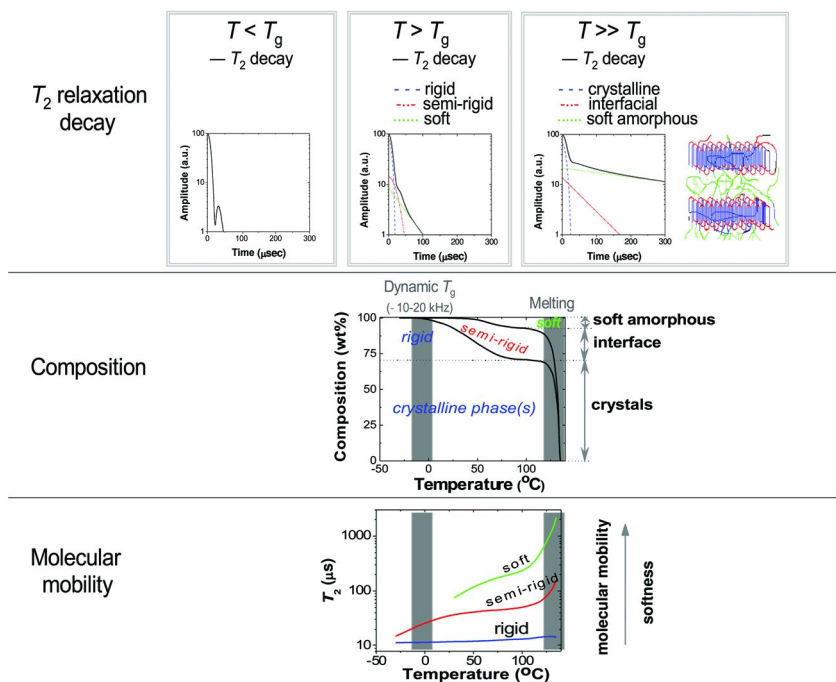 T₂ relaxation
decay
T < Tg
— T₂ decay
Amplitude (a.u.)
100
10
1
0 100 200 300
Time (μsec)
T > Tg
— T₂ decay
rigid
semi-rigid
soft
Amplitude (a.u.)
100
10
1
0 100 200 300
Time (μsec)
T >> Tg
— T₂ decay
crystalline
interfacial
soft amorphous
Amplitude (a.u.)
100
10
1
0 100 200 300
Time (μsec)
Composition
Dynamic Tg
(- 10-20 kHz)
Melting
Composition (wt%)
100
75
50
25
0
rigid
semi-rigid
soft
crystalline phase(s)
soft amorphous
interface
crystals
-50 0 50 100
Temperature (°C)
Molecular
mobility
T₂ (μs)
1000
100
10
soft
semi-rigid
rigid
-50 0 50 100
Temperature (°C)
molecular mobility
softness